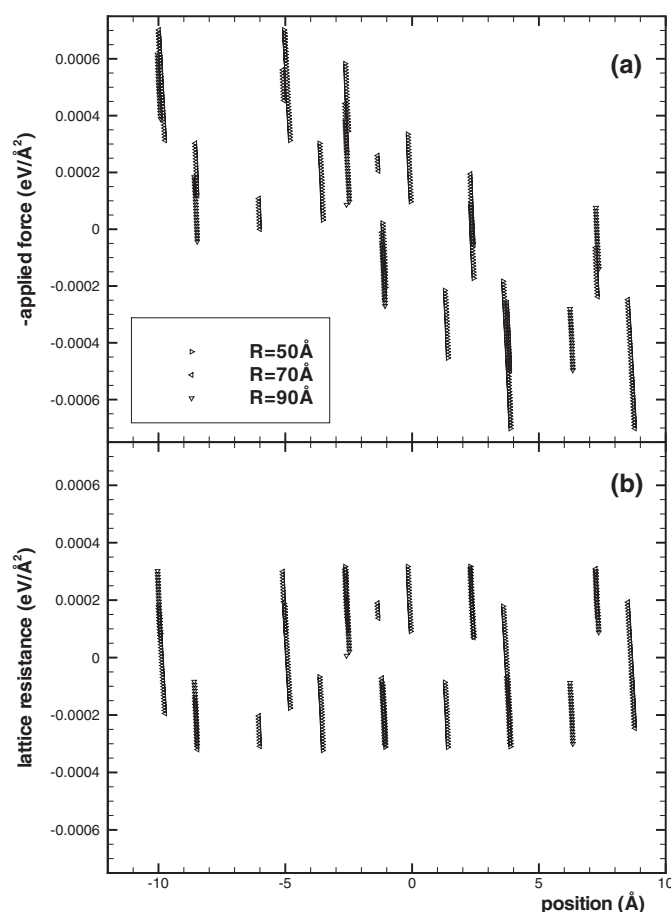 (a)
-applied force (eV/Å²)
0.0006
0.0004
0.0002
0
-0.0002
-0.0004
-0.0006
R=50Å
R=70Å
R=90Å
(b)
lattice resistance (eV/Å²)
0.0006
0.0004
0.0002
0
-0.0002
-0.0004
-0.0006
-10 -5 0 5 10
position (Å)